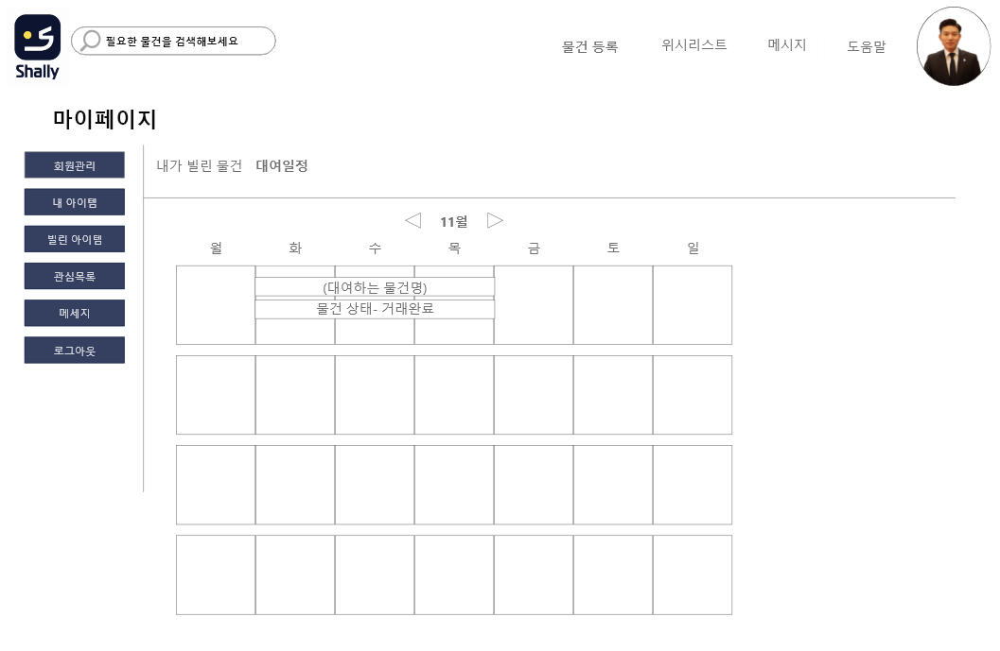 Shally
필요한 물건을 검색해보세요
물건 등록
위시리스트
메시지
도움말
마이페이지
회원관리
내 아이템
빌린 아이템
관심목록
메세지
로그아웃
내가 빌린 물건 대여일정
11월
월 화 수 목 금 토 일
(대여하는 물건명)
물건 상태- 거래완료